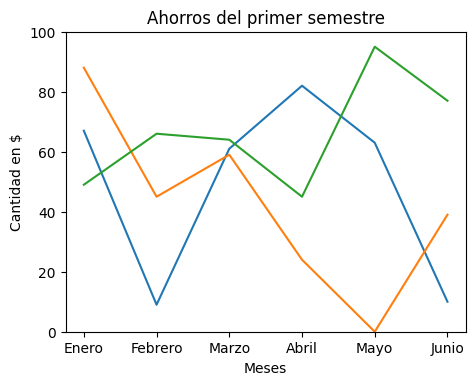 Ahorros del primer semestre
Cantidad en $
100
80
60
40
20
0
Enero Febrero Marzo Abril Mayo Junio
Meses